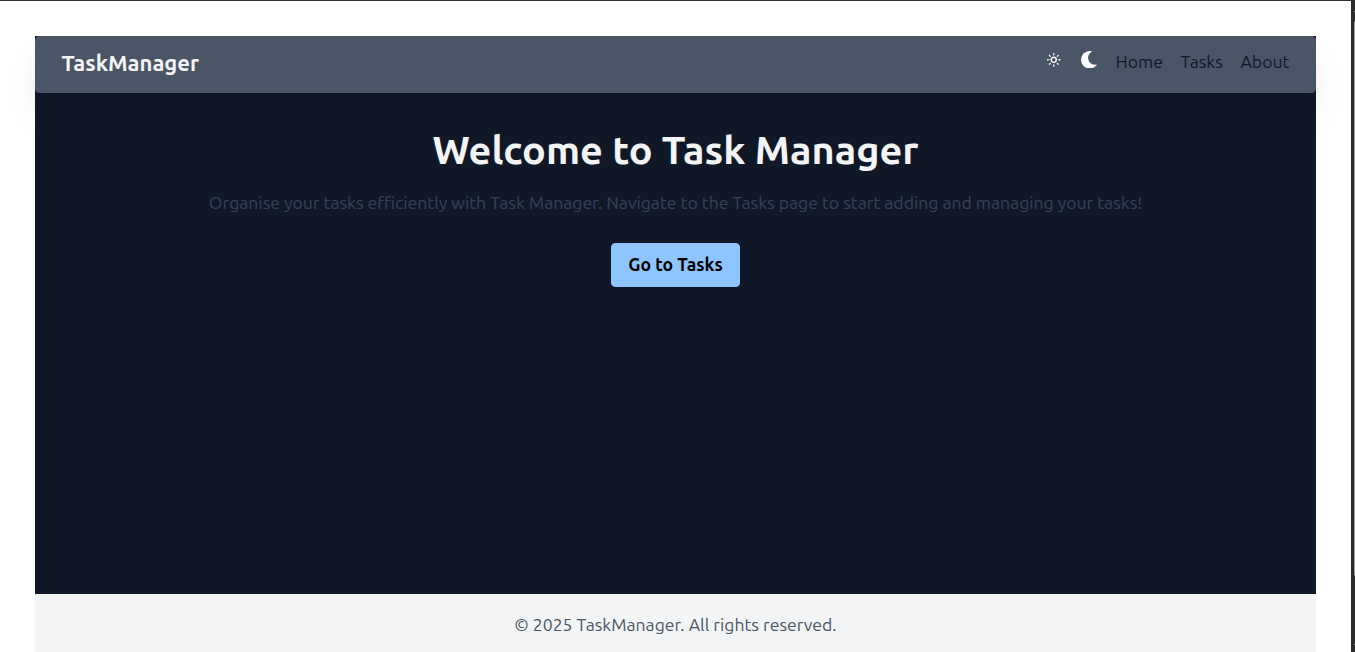 TaskManager
Home Tasks About
Welcome to Task Manager
Organise your tasks efficiently with Task Manager. Navigate to the Tasks page to start adding and managing your tasks!
Go to Tasks
© 2025 TaskManager. All rights reserved.